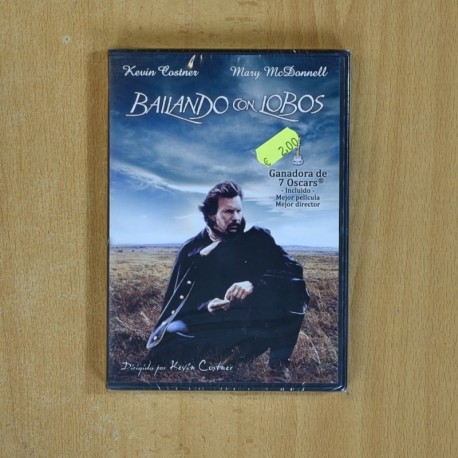 Kevin Costner Mary McDonnell
BAILANDO CON LOBOS
€ 2,00
Ganadora de
7 Oscars®
- Incluido -
Mejor película
Mejor director
Dirigida por Kevin Costner